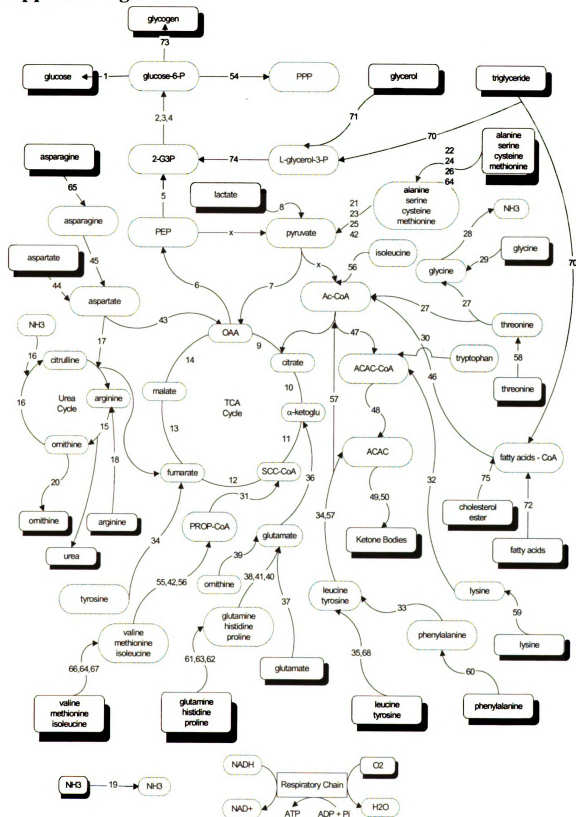 glycogen
73
glucose
1
glucose-6-P
54
PPP
glycerol
triglyceride
2,3,4
71
70
asparagine
2-G3P
74
L-glycerol-3-P
22
24
26
64
alanine
serine
cysteine
methionine
65
lactate
8
asparagine
5
21
23
25
42
alanine
serine
cysteine
methionine
NH3
PEP
x
pyruvate
28
glycine
aspartate
45
isoleucine
29
44
x
56
glycine
70
aspartate
6
7
Ac-CoA
27
27
43
NH3
17
OAA
9
47
30
threonine
16
citrulline
14
citrate
46
tryptophan
58
ACAC-CoA
16
Urea
Cycle
arginine
malate
TCA
Cycle
10
57
threonine
α-ketoglu
48
15
13
11
ornithine
ACAC
fatty acids - CoA
18
fumarate
12
SCC-CoA
36
75
20
31
32
49,50
cholesterol
ester
72
34
PROP-CoA
34,57
ornithine
arginine
glutamate
Ketone Bodies
fatty acids
urea
39
55,42,56
38,41,40
ornithine
tyrosine
37
leucine
tyrosine
lysine
33
59
valine
methionine
isoleucine
glutamine
histidine
proline
phenylalanine
lysine
66,64,67
61,63,62
glutamate
35,68
60
valine
methionine
isoleucine
glutamine
histidine
proline
leucine
tyrosine
phenylalanine
NH3
19
NH3
NADH
O2
Respiratory Chain
NAD+
ATP
ADP + Pi
H2O